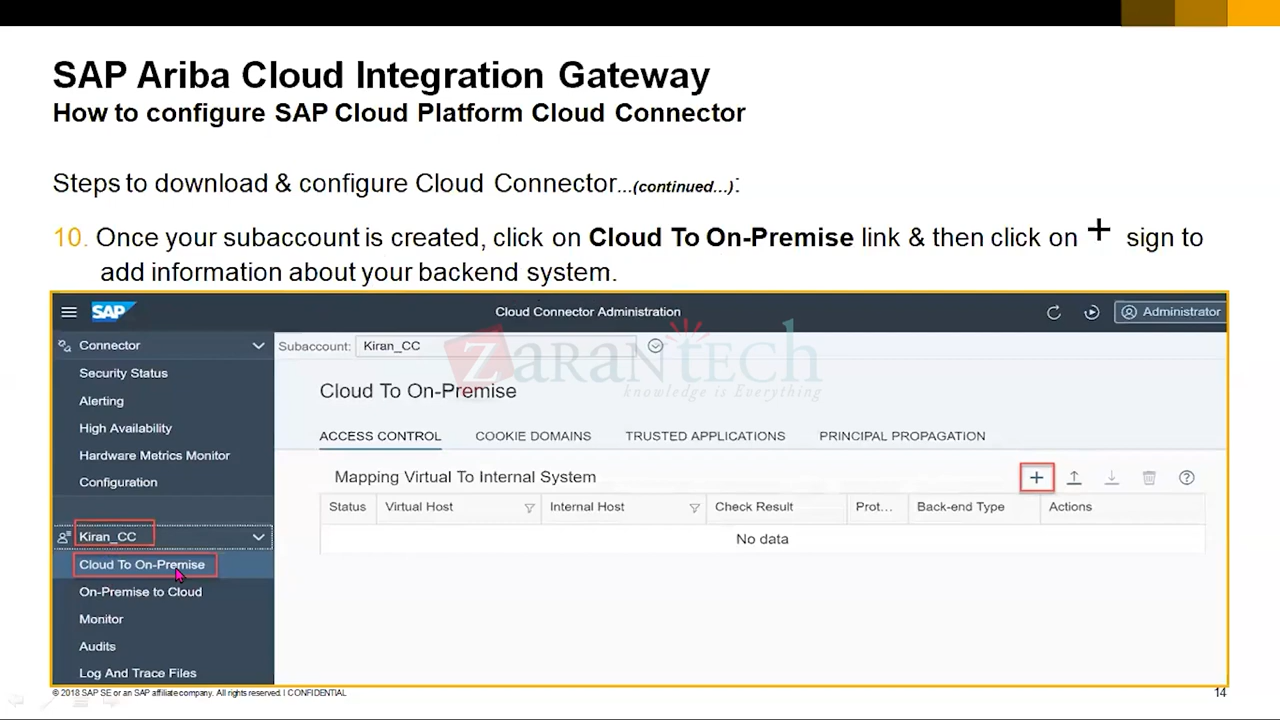 SAP Ariba Cloud Integration Gateway
How to configure SAP Cloud Platform Cloud Connector
Steps to download & configure Cloud Connector...(continued...):
10. Once your subaccount is created, click on Cloud To On-Premise link & then click on + sign to
add information about your backend system.
SAP
Cloud Connector Administration
Administrator
Connector
Security Status
Alerting
High Availability
Hardware Metrics Monitor
Configuration
Kiran_CC
Cloud To On-Premise
On-Premise to Cloud
Monitor
Audits
Log And Trace Files
Subaccount: Kiran_CC
ZaranTech
knowledge is Everything
Cloud To On-Premise
ACCESS CONTROL COOKIE DOMAINS TRUSTED APPLICATIONS PRINCIPAL PROPAGATION
Mapping Virtual To Internal System
Status Virtual Host Internal Host Check Result Prot... Back-end Type Actions
No data
© 2018 SAP SE or an SAP affiliate company. All rights reserved. I CONFIDENTIAL
14